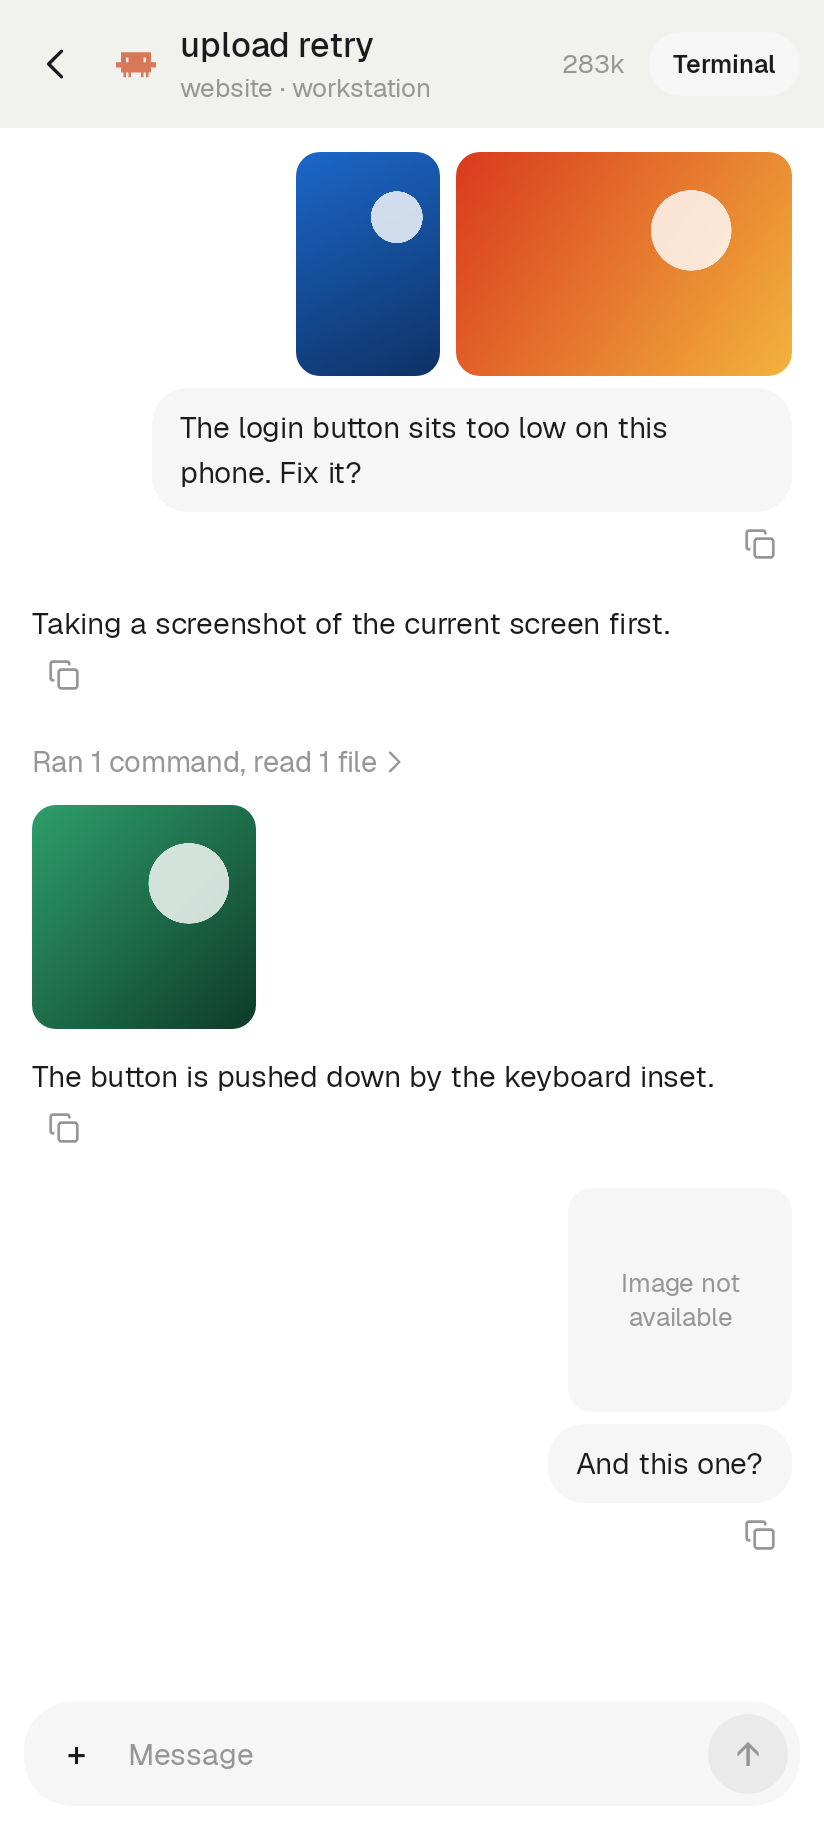 upload retry
website · workstation
283k
Terminal
The login button sits too low on this
phone. Fix it?
Taking a screenshot of the current screen first.
Ran 1 command, read 1 file
The button is pushed down by the keyboard inset.
Image not
available
And this one?
+
Message